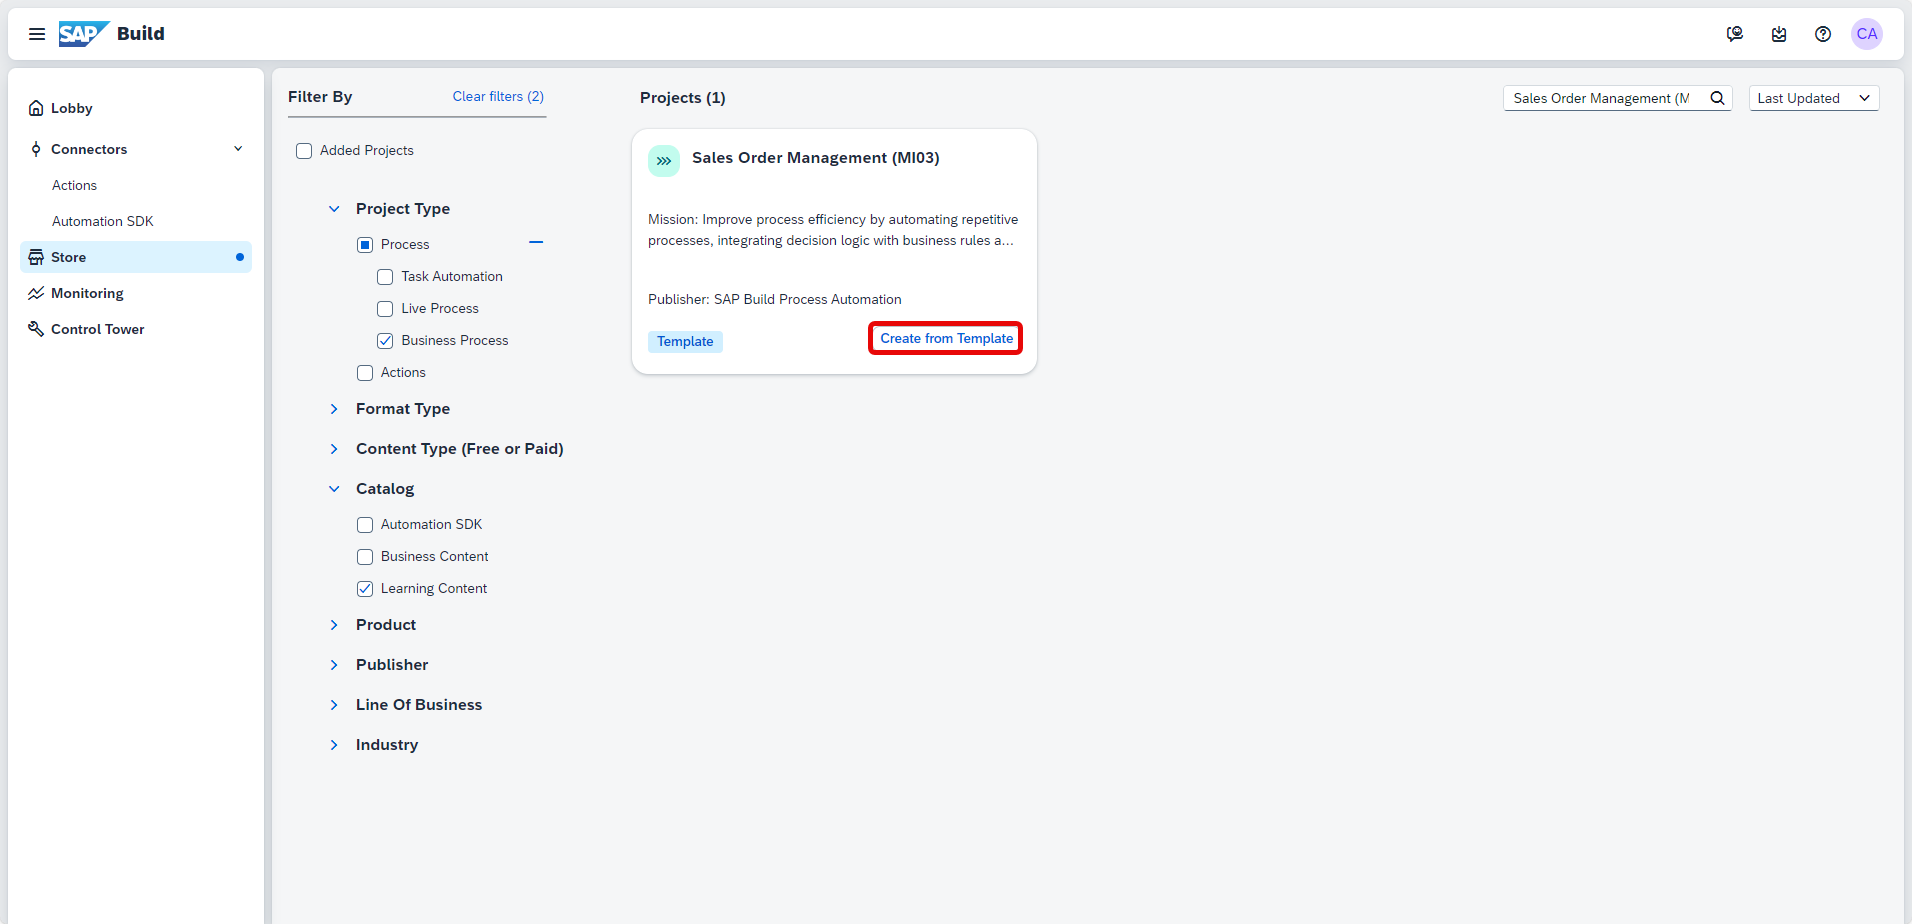 SAP Build
CA
Lobby
Connectors
Actions
Automation SDK
Store
Monitoring
Control Tower
Filter By
Clear filters (2)
Added Projects
Project Type
Process
Task Automation
Live Process
Business Process
Actions
Format Type
Content Type (Free or Paid)
Catalog
Automation SDK
Business Content
Learning Content
Product
Publisher
Line Of Business
Industry
Projects (1)
Sales Order Management (M
Last Updated
Sales Order Management (MI03)
Mission: Improve process efficiency by automating repetitive
processes, integrating decision logic with business rules a...
Publisher: SAP Build Process Automation
Template
Create from Template